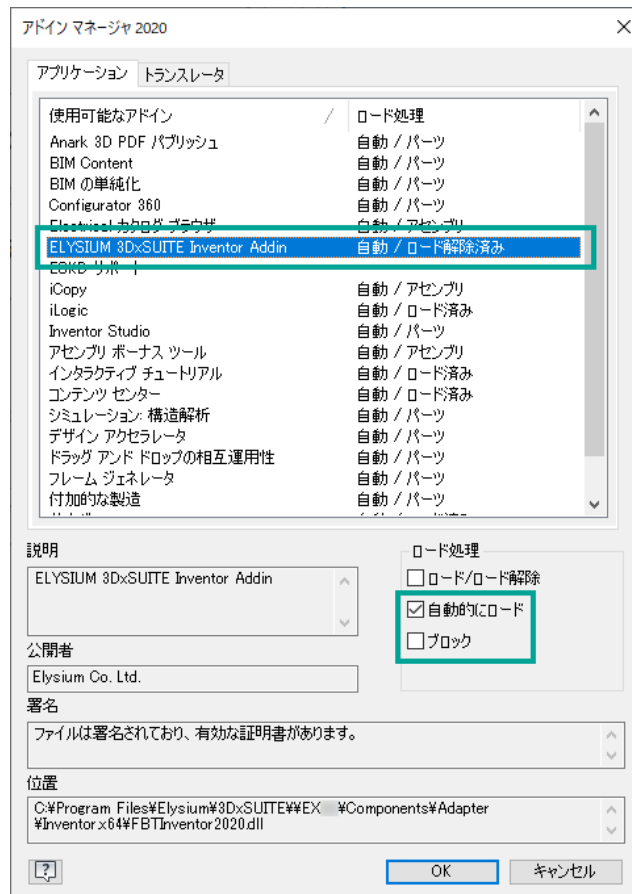 アドイン マネージャ 2020
アプリケーション トランスレータ
使用可能なアドイン / ロード処理
Anark 3D PDF パブリッシュ 自動 / パーツ
BIM Content 自動 / パーツ
BIM の単純化 自動 / パーツ
Configurator 360 自動 / パーツ
Electrical カタログ ブラウザ 自動 / アセンブリ
ELYSIUM 3DxSUITE Inventor Addin 自動 / ロード解除済み
ESKD サポート
iCopy 自動 / アセンブリ
iLogic 自動 / ロード済み
Inventor Studio 自動 / パーツ
アセンブリ ボーナス ツール 自動 / アセンブリ
インタラクティブ チュートリアル 自動 / ロード済み
コンテンツ センター 自動 / ロード済み
シミュレーション: 構造解析 自動 / パーツ
デザイン アクセラレータ 自動 / パーツ
ドラッグ アンド ドロップの相互運用性 自動 / パーツ
フレーム ジェネレータ 自動 / パーツ
付加的な製造 自動 / パーツ
説明
ELYSIUM 3DxSUITE Inventor Addin
ロード処理
ロード/ロード解除
自動的にロード
ブロック
公開者
Elysium Co. Ltd.
署名
ファイルは署名されており、有効な証明書があります。
位置
C:¥Program Files¥Elysium¥3DxSUITE¥¥EX ¥Components¥Adapter
¥Inventor.x64¥FBTInventor2020.dll
OK キャンセル